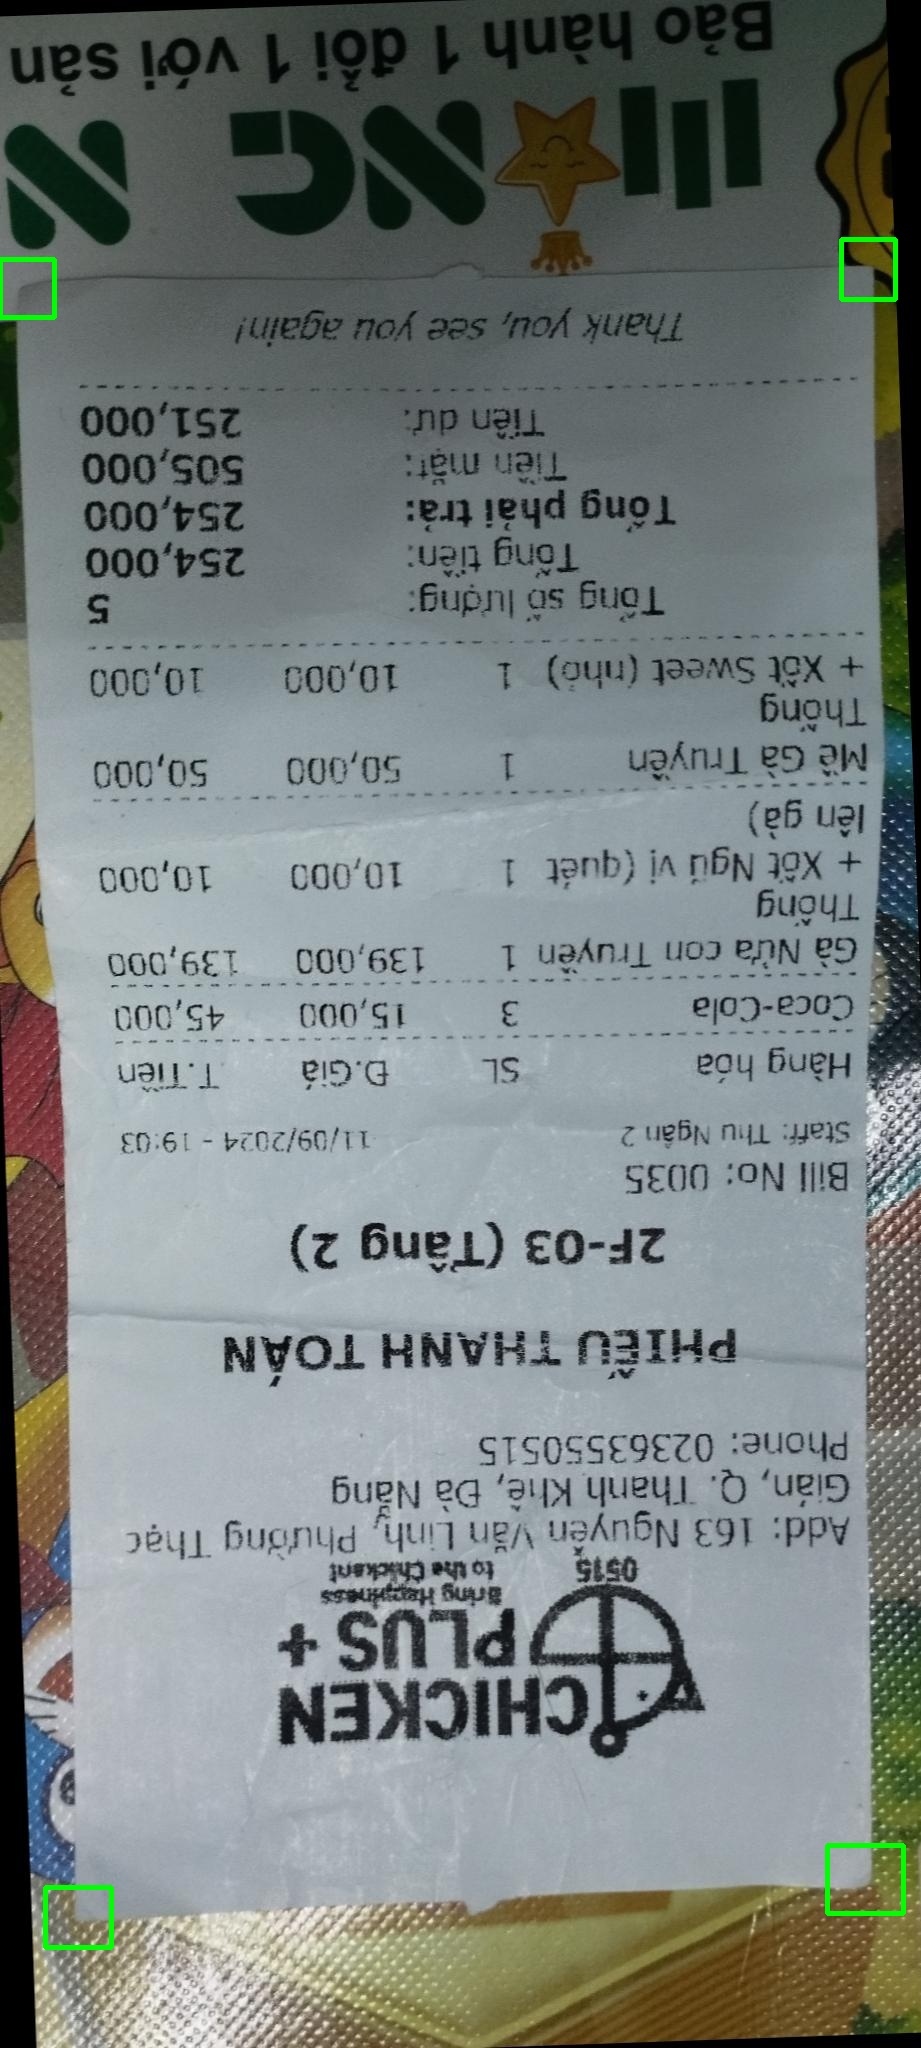 CHICKEN
PLUS +
Bring Happiness
to the Chickent
0515
Add: 163 Nguyễn Văn Linh, Phường Thạc
Gián, Q. Thanh Khê, Đà Nẵng
Phone: 02363550515
PHIẾU THANH TOÁN
2F-03 (Tầng 2)
Bill No: 0035
Staff: Thu Ngân 2 11/09/2024 - 19:03
Hàng hóa SL Đ.Giá T.Tiền
Coca-Cola 3 15,000 45,000
Gà Nửa con Truyền 1 139,000 139,000
Thống
+ Xốt Ngũ vị (quét 1 10,000 10,000
lên gà)
Mề Gà Truyền 1 50,000 50,000
Thống
+ Xốt Sweet (nhỏ) 1 10,000 10,000
Tổng số lượng: 5
Tổng tiền: 254,000
Tổng phải trả: 254,000
Tiền mặt: 505,000
Tiền dư: 251,000
Thank you, see you again!
NG N
Bảo hành 1 đổi 1 với sản